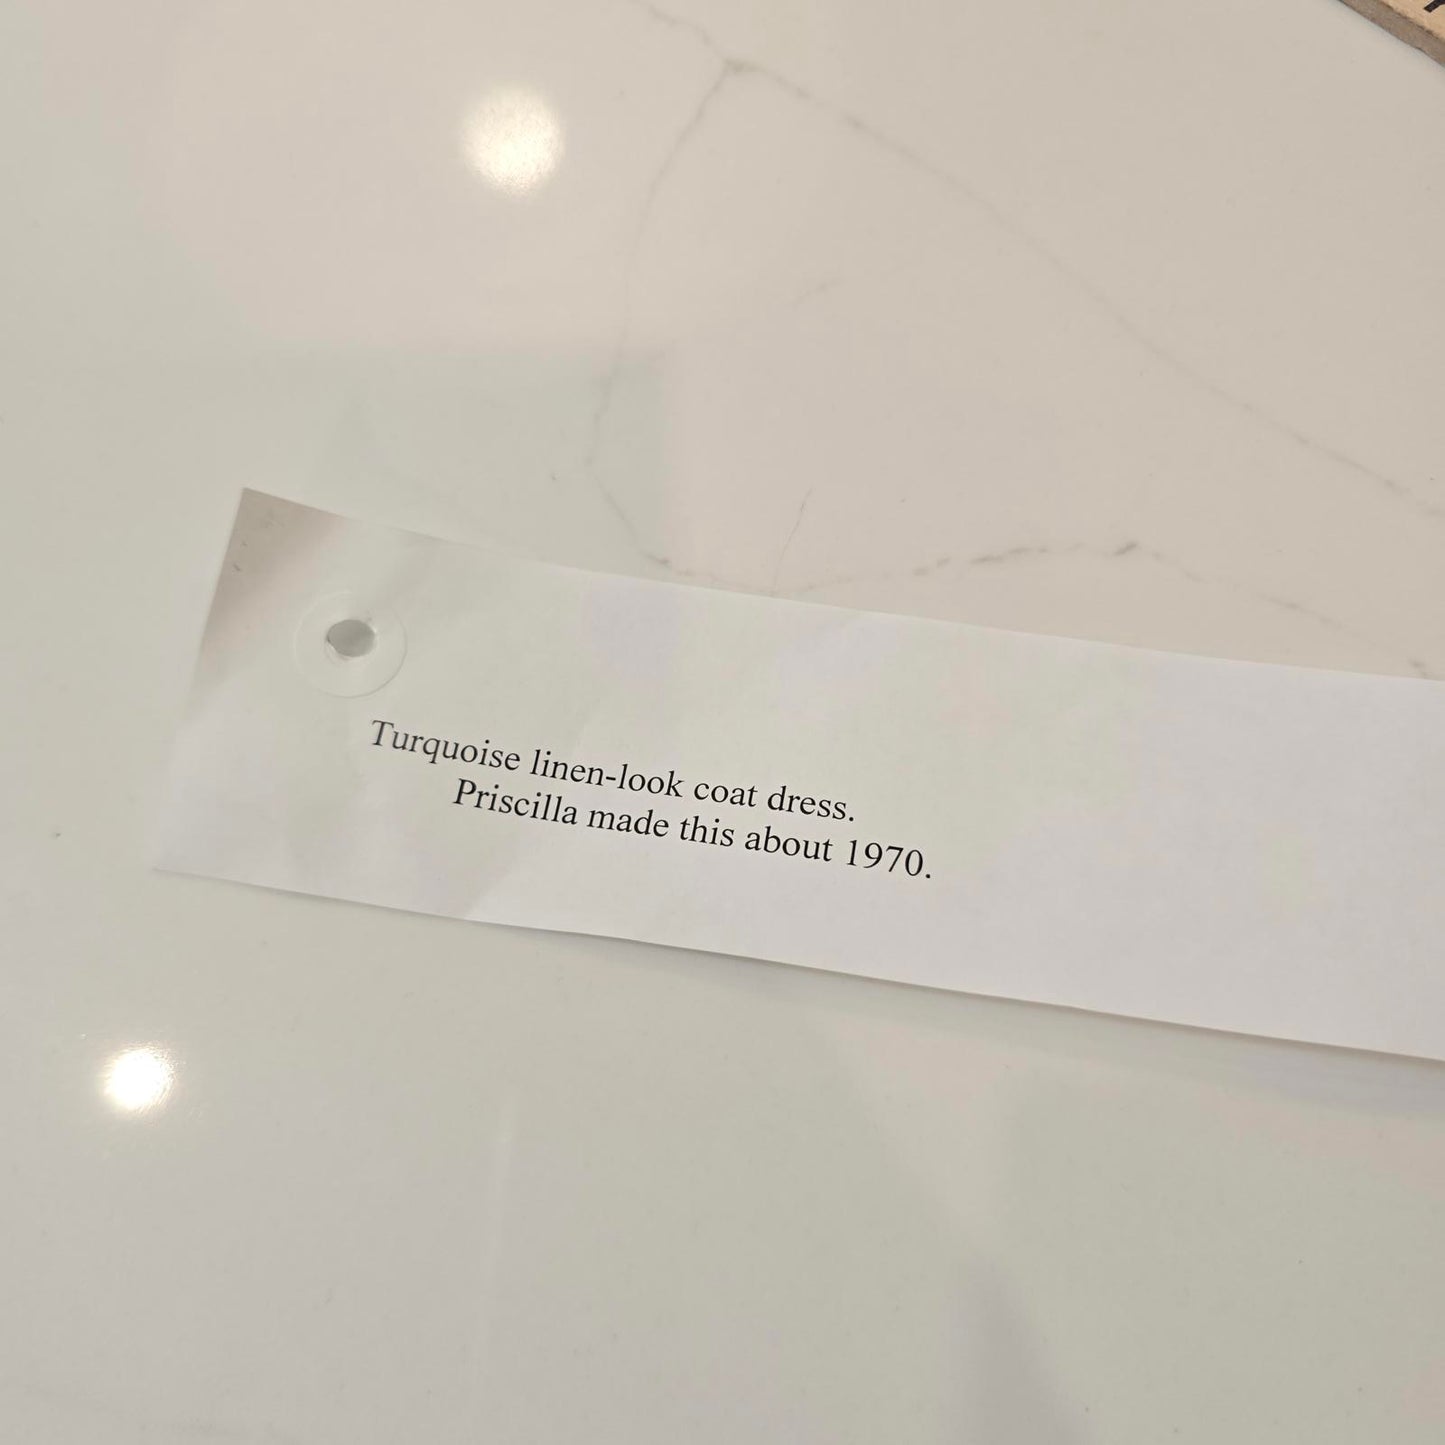 Turquoise linen-look coat dress.
Priscilla made this about 1970.